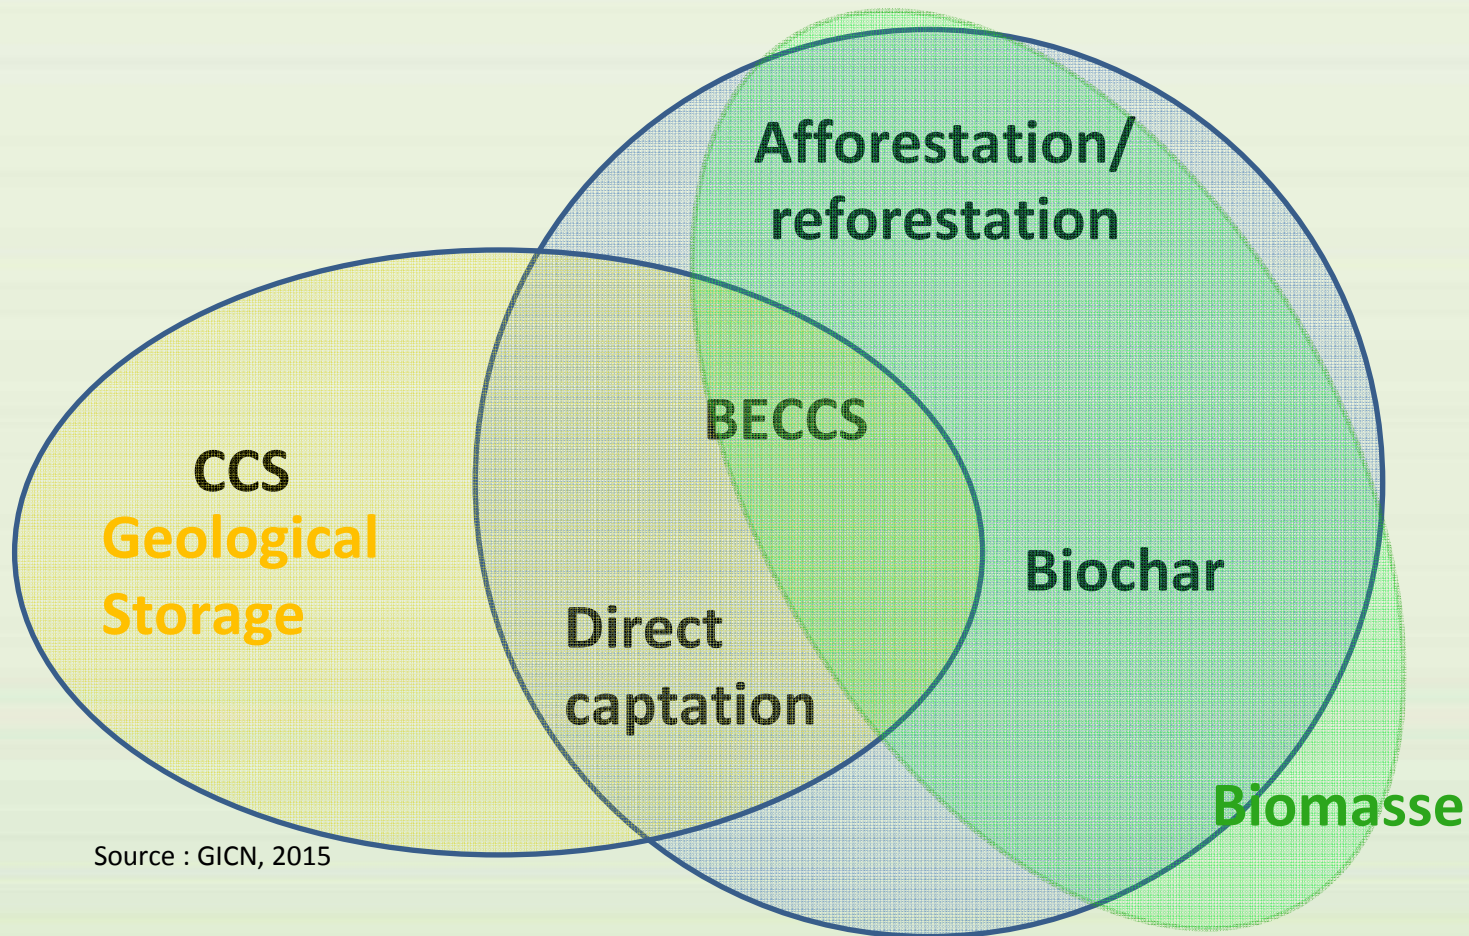 Afforestation/
reforestation
BECCS
CCS
Geological
Storage
Biochar
Direct
captation
Biomasse
Source : GICN, 2015